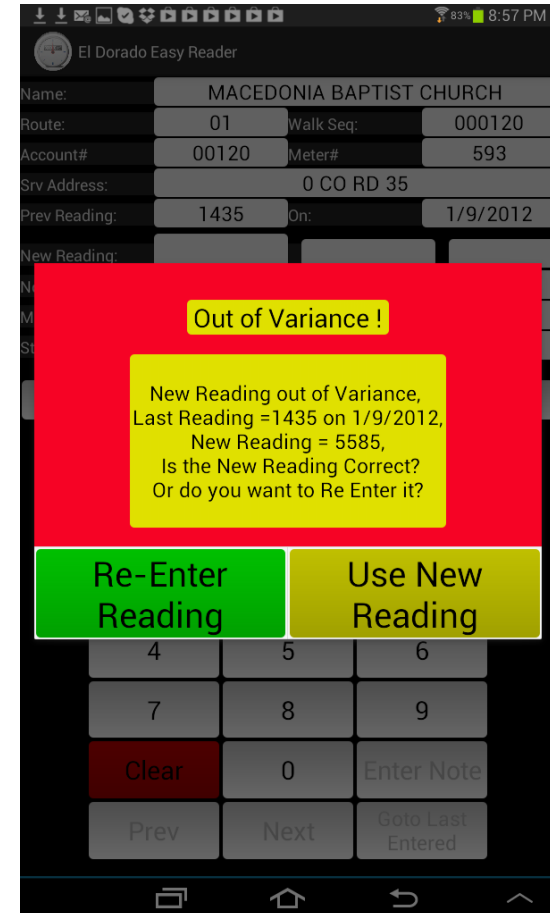 83% 8:57 PM
El Dorado Easy Reader
Name: MACEDONIA BAPTIST CHURCH
Route: 01 Walk Seq: 000120
Account# 00120 Meter# 593
Srv Address: 0 CO RD 35
Prev Reading: 1435 On: 1/9/2012
New Reading:
Out of Variance !
New Reading out of Variance,
Last Reading =1435 on 1/9/2012,
New Reading = 5585,
Is the New Reading Correct?
Or do you want to Re Enter it?
Re-Enter
Reading
Use New
Reading
4 5 6
7 8 9
Clear 0 Enter Note
Prev Next Goto Last
Entered